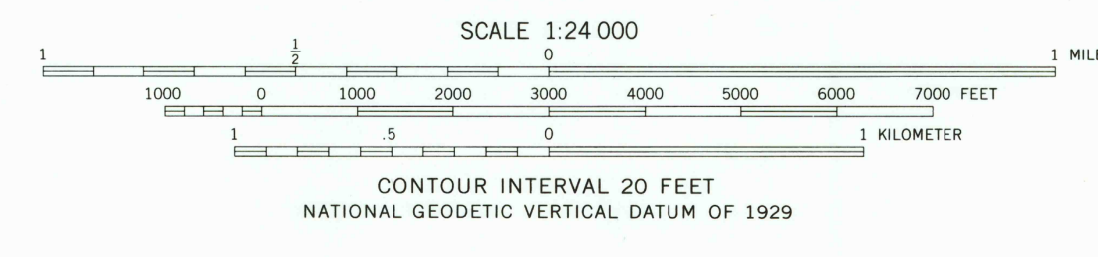 SCALE 1:24 000
1 1/2 0 1 MILE
1000 0 1000 2000 3000 4000 5000 6000 7000 FEET
1 .5 0 1 KILOMETER
CONTOUR INTERVAL 20 FEET
NATIONAL GEODETIC VERTICAL DATUM OF 1929